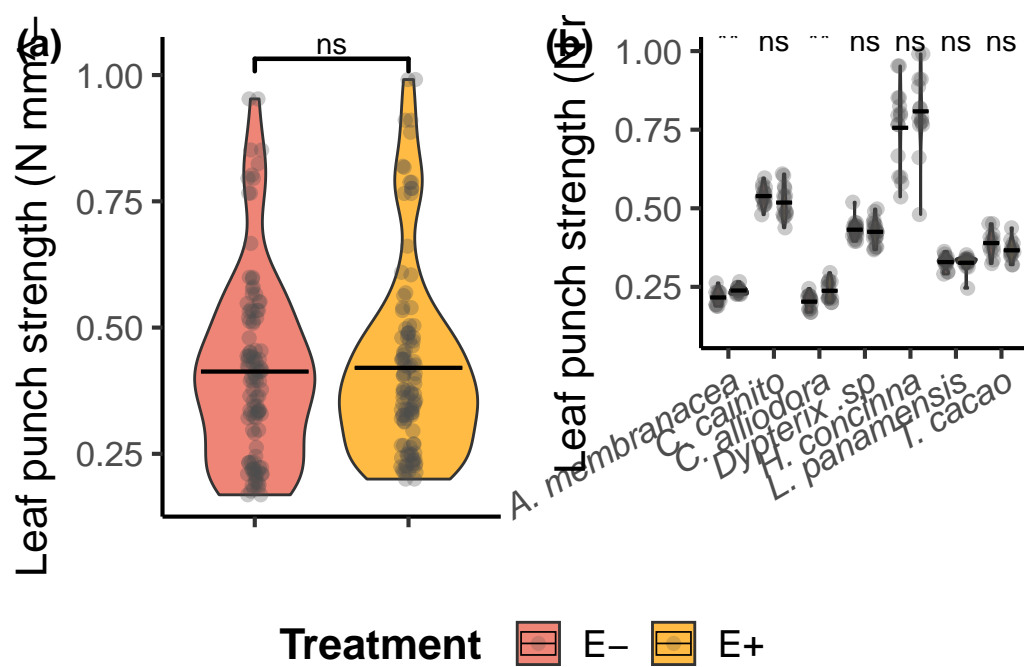 (a)
ns
Leaf punch strength (N mm
1.00
0.75
0.50
0.25
(b)
** ns ** ns ns ns ns
Leaf punch strength (N
1.00
0.75
0.50
0.25
A. membranacea
C. cainito
C. alliodora
Dypterix .sp
H. concinna
L. panamensis
T. cacao
Treatment E− E+